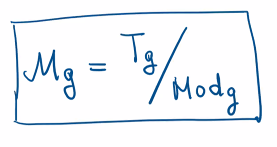 ℳg = Tg/Modg